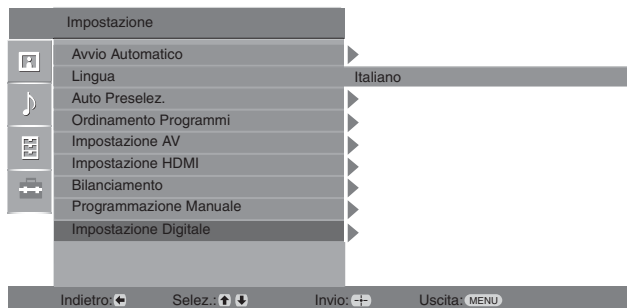 Impostazione
Avvio Automatico
Lingua Italiano
Auto Preselez.
Ordinamento Programmi
Impostazione AV
Impostazione HDMI
Bilanciamento
Programmazione Manuale
Impostazione Digitale
Indietro: Selez.: Invio: Uscita: MENU